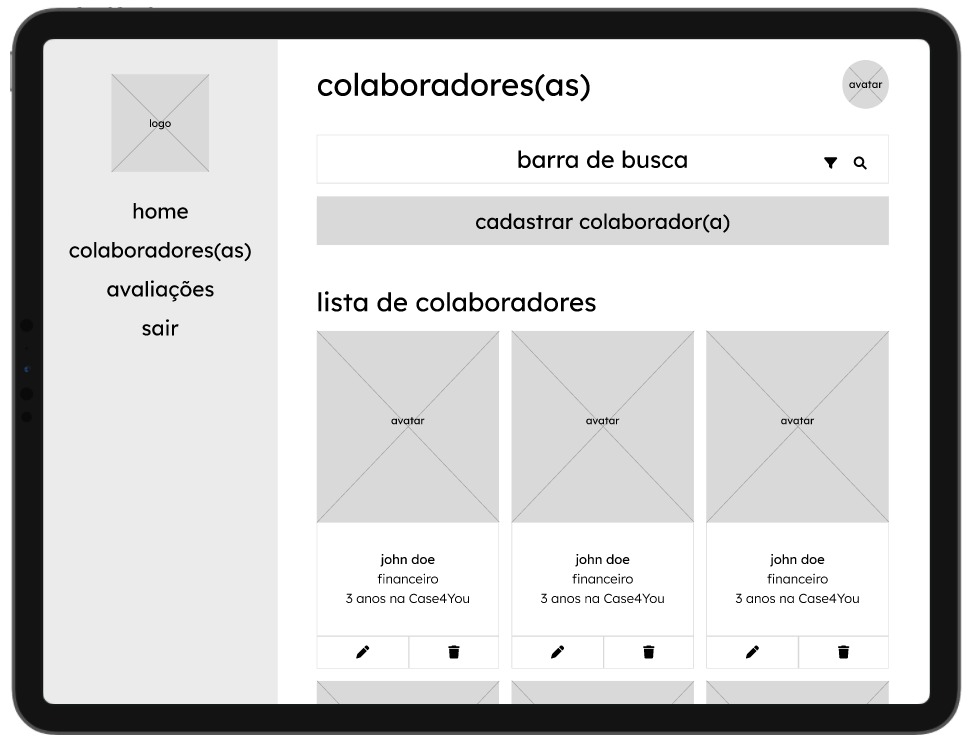 logo
home
colaboradores(as)
avaliações
sair
colaboradores(as)
avatar
barra de busca
cadastrar colaborador(a)
lista de colaboradores
avatar
avatar
avatar
john doe
financeiro
3 anos na Case4You
john doe
financeiro
3 anos na Case4You
john doe
financeiro
3 anos na Case4You